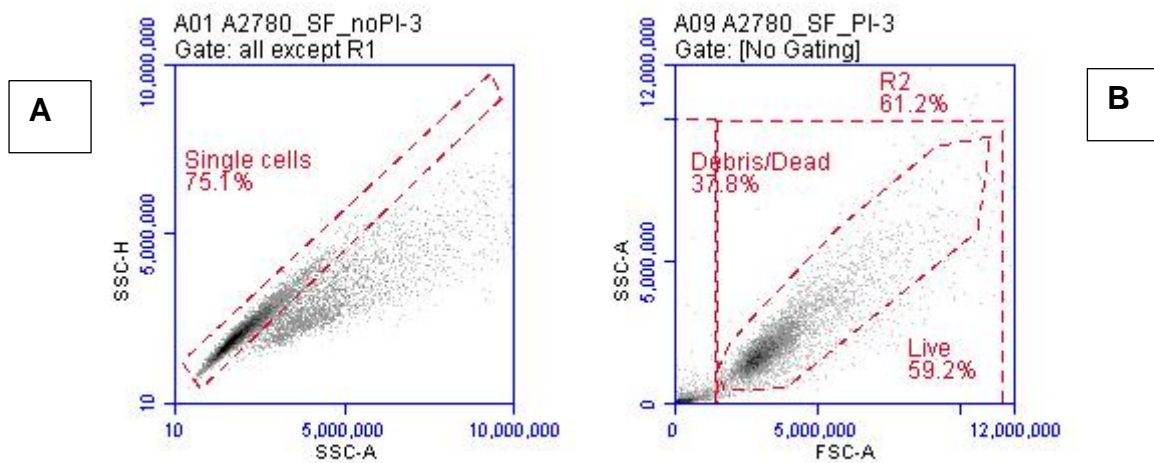 A
A01 A2780_SF_noPI-3
Gate: all except R1
10,000,000
5,000,000
10
SSC-H
Single cells
75.1%
10
5,000,000
10,000,000
SSC-A
A09 A2780_SF_PI-3
Gate: [No Gating]
12,000,000
5,000,000
0
SSC-A
R2
61.2%
Debris/Dead
37.8%
Live
59.2%
0
5,000,000
12,000,000
FSC-A
B